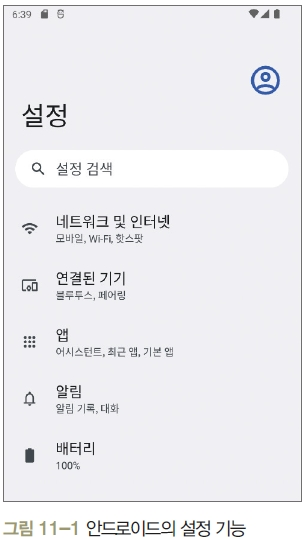 6:39
설정
설정 검색
네트워크 및 인터넷
모바일, Wi-Fi, 핫스팟
연결된 기기
블루투스, 페어링
앱
어시스턴트, 최근 앱, 기본 앱
알림
알림 기록, 대화
배터리
100%
그림 11-1 안드로이드의 설정 기능